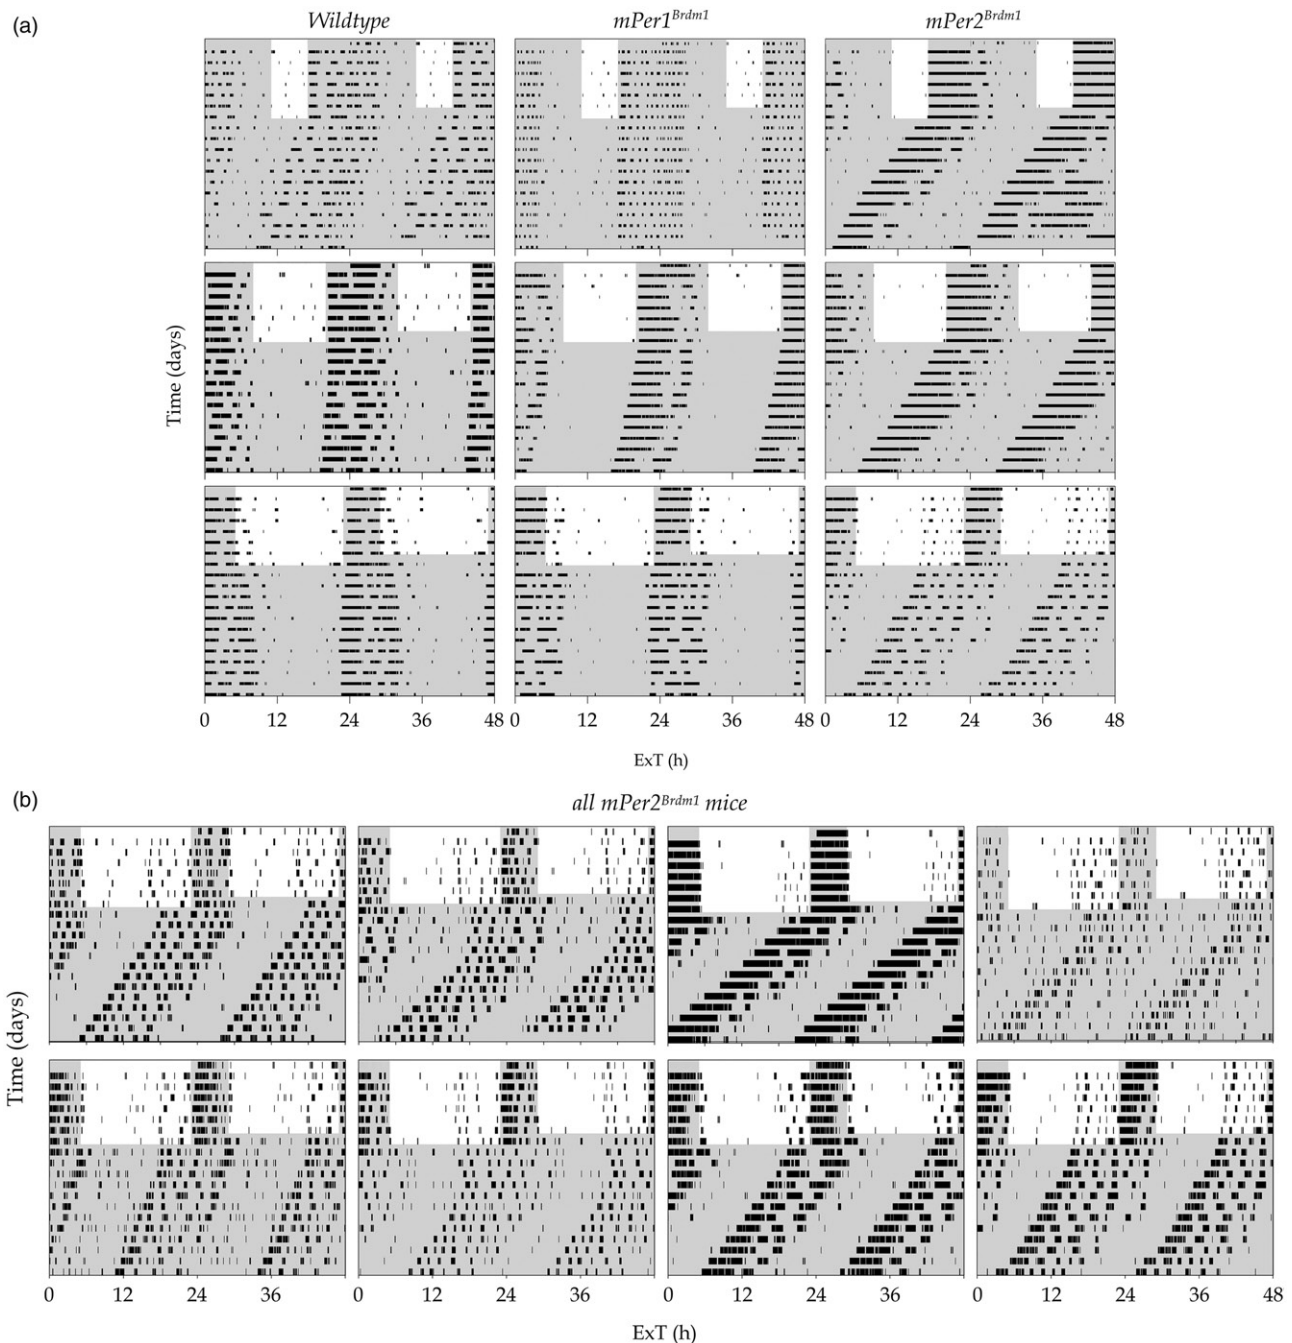 (a)
Wildtype mPer1Brdm1 mPer2Brdm1
Time (days)
0 12 24 36 48 0 12 24 36 48 0 12 24 36 48
ExT (h)
(b)
all mPer2Brdm1 mice
Time (days)
0 12 24 36 0 12 24 36 0 12 24 36 0 12 24 36 48
ExT (h)